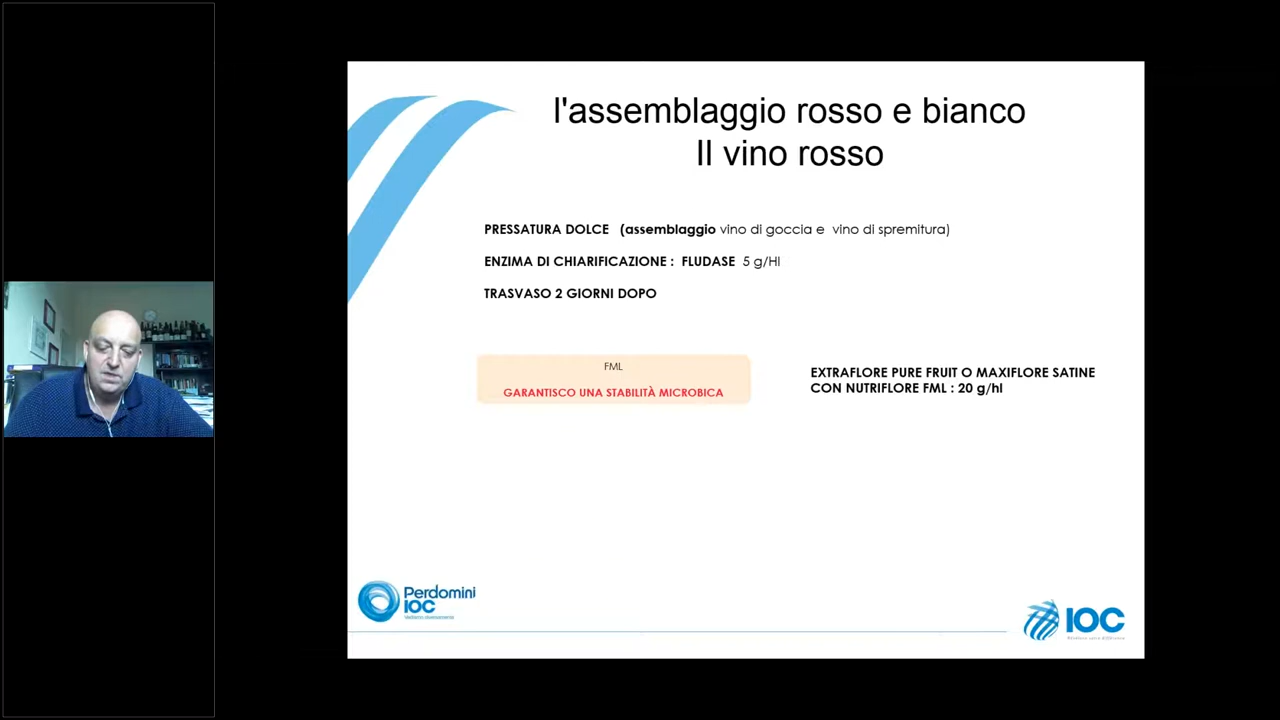 l'assemblaggio rosso e bianco
Il vino rosso
PRESSATURA DOLCE (assemblaggio vino di goccia e vino di spremitura)
ENZIMA DI CHIARIFICAZIONE : FLUDASE 5 g/Hl
TRASVASO 2 GIORNI DOPO
FML
GARANTISCO UNA STABILITÀ MICROBICA
EXTRAFLORE PURE FRUIT O MAXIFLORE SATINE
CON NUTRIFLORE FML : 20 g/hl
Perdomini
IOC
IOC